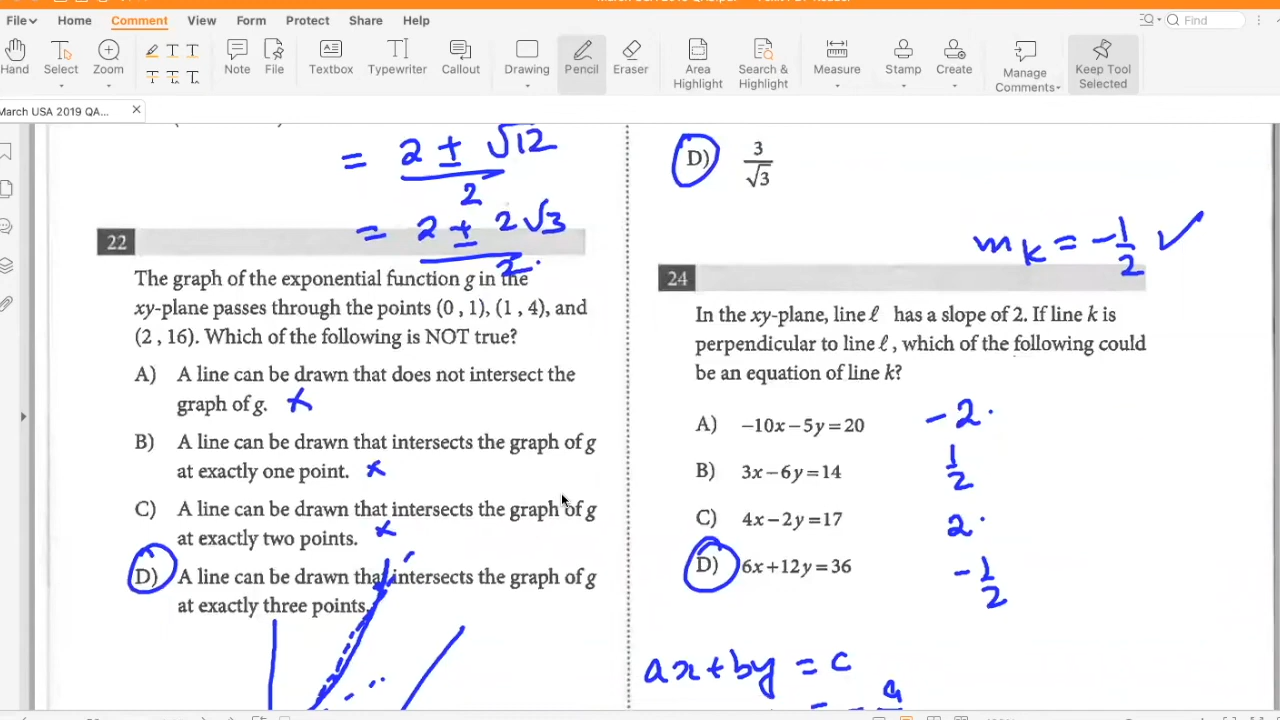 File Home Comment View Form Protect Share Help Find
Hand Select Zoom Note File Textbox Typewriter Callout Drawing Pencil Eraser Area Highlight Search & Highlight Measure Stamp Create Manage Comments Keep Tool Selected
March USA 2019 QA...
= 2 ± √12
2
= 2 ± 2√3
2
22
The graph of the exponential function g in the
xy-plane passes through the points (0 , 1), (1 , 4), and
(2 , 16). Which of the following is NOT true?
A) A line can be drawn that does not intersect the
graph of g. ×
B) A line can be drawn that intersects the graph of g
at exactly one point. ×
C) A line can be drawn that intersects the graph of g
at exactly two points. ×
D) A line can be drawn that intersects the graph of g
at exactly three points.
D) 3
√3
m k = -1/2 ✓
24
In the xy-plane, line ℓ has a slope of 2. If line k is
perpendicular to line ℓ, which of the following could
be an equation of line k?
A) −10x − 5y = 20 -2
B) 3x − 6y = 14 1/2
C) 4x − 2y = 17 2
D) 6x + 12y = 36 -1/2
ax+by = c